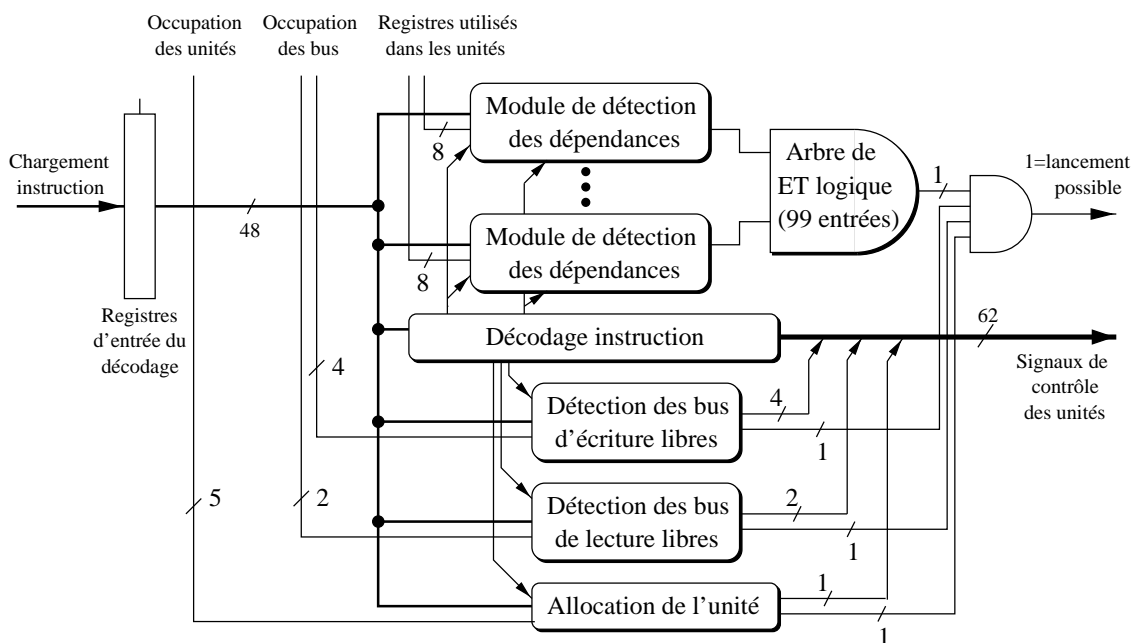 Occupation
des unités
Occupation
des bus
Registres utilisés
dans les unités
Module de détection
des dépendances
8
Arbre de
ET logique
(99 entrées)
1
1=lancement
possible
Chargement
instruction
48
Module de détection
des dépendances
8
Registres
d'entrée du
décodage
Décodage instruction
62
Signaux de
contrôle
des unités
4
Détection des bus
d'écriture libres
4
1
5
2
Détection des bus
de lecture libres
2
1
Allocation de l'unité
1
1